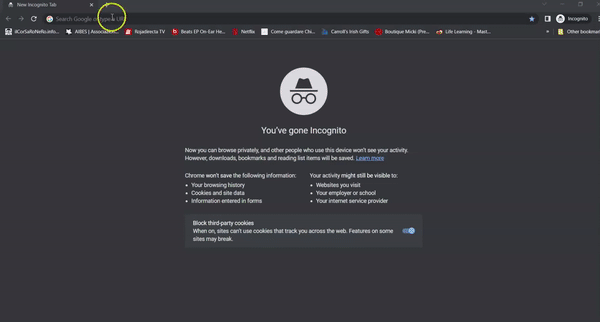 New Incognito Tab
Search Google or type a URL
Incognito
ilCorSaRoNeRo.info...
AIBES | Associazio...
Rojadirecta TV
Beats EP On-Ear He...
Netflix
Come guardare Chi...
Camoll's Irish Gifts
Boutique Micki (Pre...
Life Learning - Mast...
»
Other bookmar
You've gone Incognito
Now you can browse privately, and other people who use this device won't see your activity.
However, downloads, bookmarks and reading list items will be saved. Learn more
Chrome won't save the following information:
• Your browsing history
• Cookies and site data
• Information entered in forms
Your activity might still be visible to:
• Websites you visit
• Your employer or school
• Your internet service provider
Block third-party cookies
When on, sites can't use cookies that track you across the web. Features on some
sites may break.